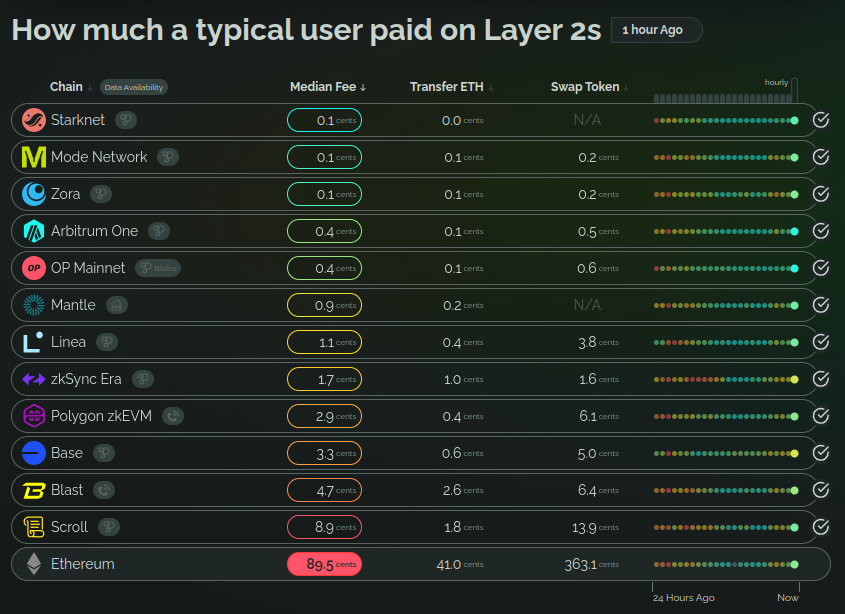 How much a typical user paid on Layer 2s 1 hour Ago
hourly
Chain ↓ Data Availability Median Fee ↓ Transfer ETH ↓ Swap Token ↓
Starknet 0.1 cents 0.0 cents N/A
Mode Network 0.1 cents 0.1 cents 0.2 cents
Zora 0.1 cents 0.1 cents 0.2 cents
Arbitrum One 0.4 cents 0.1 cents 0.5 cents
OP OP Mainnet Blobs 0.4 cents 0.1 cents 0.6 cents
Mantle 0.9 cents 0.2 cents N/A
Linea 1.1 cents 0.4 cents 3.8 cents
zkSync Era 1.7 cents 1.0 cents 1.6 cents
Polygon zkEVM 2.9 cents 0.4 cents 6.1 cents
Base 3.3 cents 0.6 cents 5.0 cents
Blast 4.7 cents 2.6 cents 6.4 cents
Scroll 8.9 cents 1.8 cents 13.9 cents
Ethereum 89.5 cents 41.0 cents 363.1 cents
24 Hours Ago Now